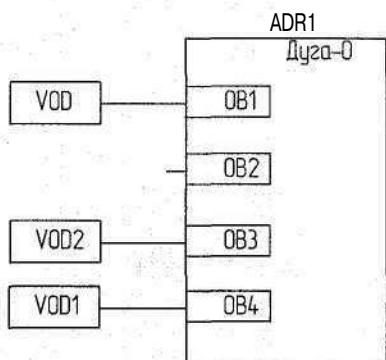 ADR1
Дуга-0
VOD OB1
OB2
VOD2 OB3
VOD1 OB4